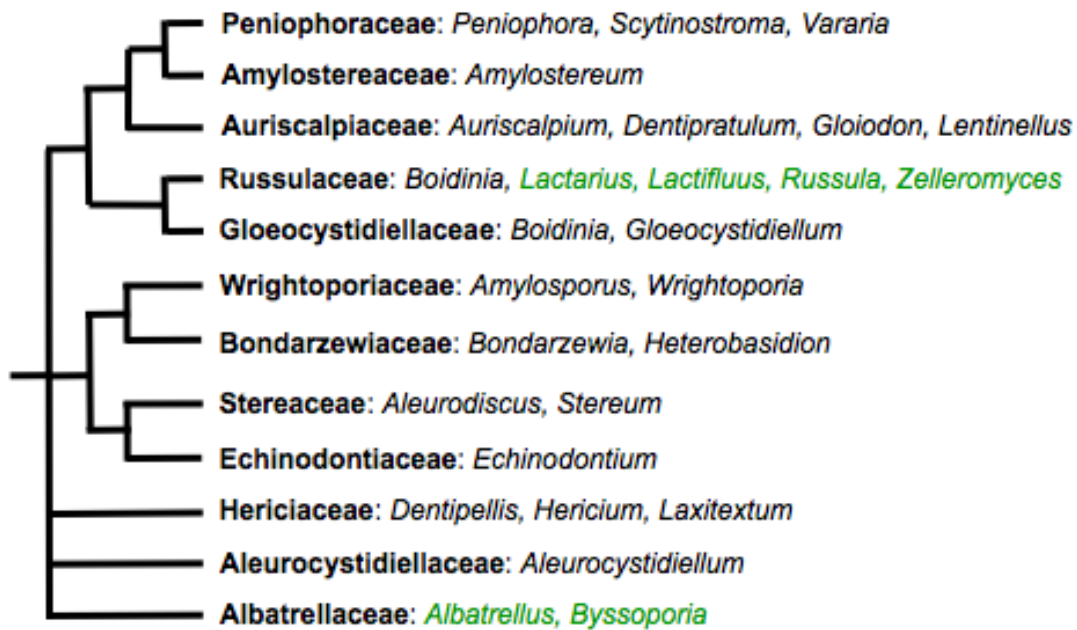 Peniophoraceae: Peniophora, Scytinostroma, Vararia
Amylostereaceae: Amylostereum
Auriscalpiaceae: Auriscalpium, Dentipratulum, Gloiodon, Lentinellus
Russulaceae: Boidinia, Lactarius, Lactifluus, Russula, Zelleromyces
Gloeocystidiellaceae: Boidinia, Gloeocystidiellum
Wrightoporiaceae: Amylosporus, Wrightoporia
Bondarzewiaceae: Bondarzewia, Heterobasidion
Stereaceae: Aleurodiscus, Stereum
Echinodontiaceae: Echinodontium
Hericiaceae: Dentipellis, Hericium, Laxitextum
Aleurocystidiellaceae: Aleurocystidiellum
Albatrellaceae: Albatrellus, Byssoporia